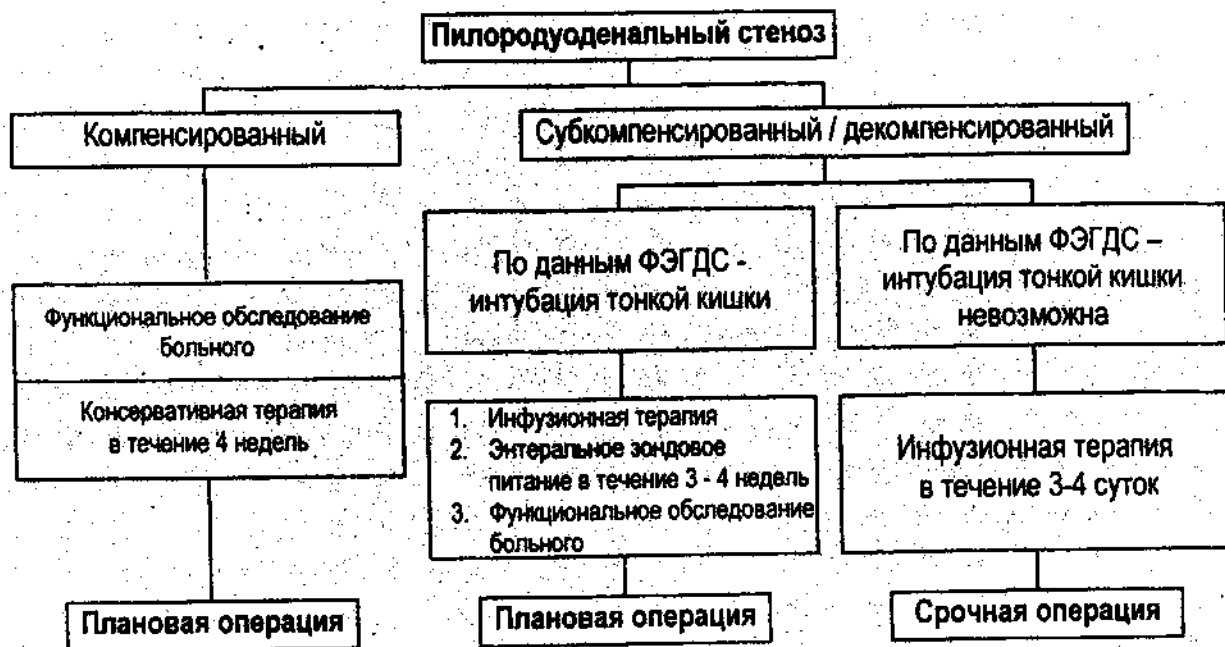 Пилородуоденальный стеноз
Компенсированный
Субкомпенсированный / декомпенсированный
Функциональное обследование
больного
Консервативная терапия
в течение 4 недель
Плановая операция
По данным ФЭГДС -
интубация тонкой кишки
1. Инфузионная терапия
2. Энтеральное зондовое
питание в течение 3 - 4 недель
3. Функциональное обследование
больного
Плановая операция
По данным ФЭГДС –
интубация тонкой кишки
невозможна
Инфузионная терапия
в течение 3-4 суток
Срочная операция